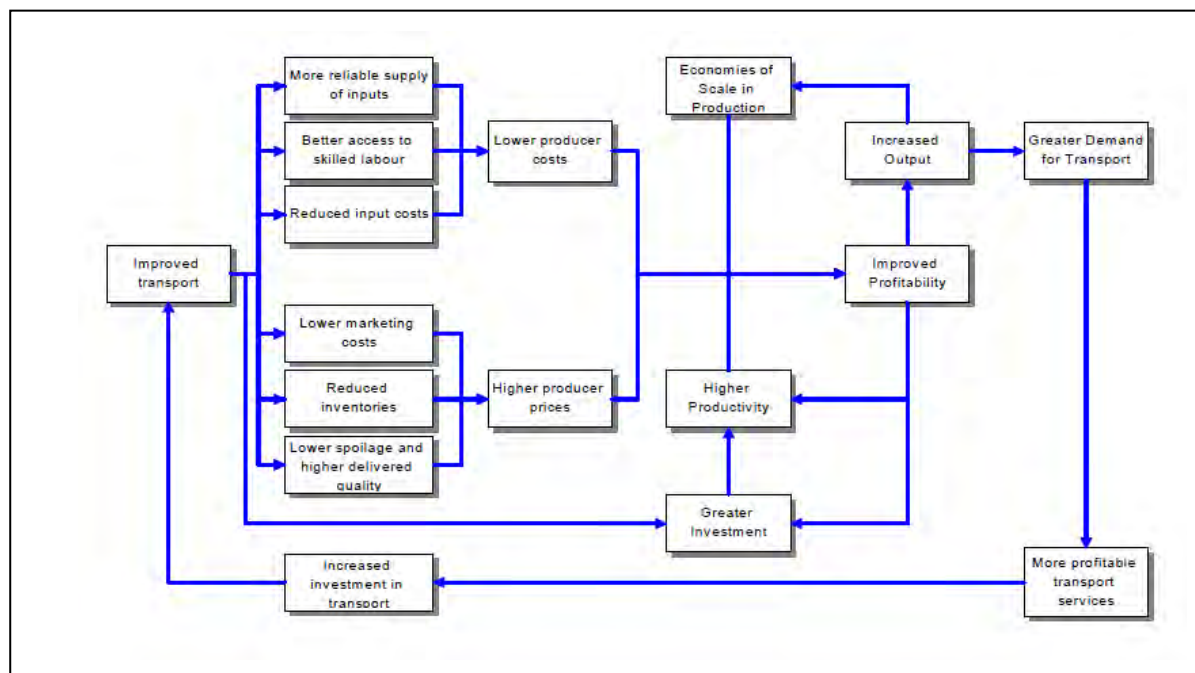 More reliable supply
of inputs
Better access to
skilled labour
Reduced input costs
Improved
transport
Lower marketing
costs
Reduced
inventories
Lower spoilage and
higher delivered
quality
Increased
investment in
transport
Lower producer
costs
Higher producer
prices
Economies of
Scale in
Production
Higher
Productivity
Greater
Investment
Increased
Output
Improved
Profitability
Greater Demand
for Transport
More profitable
transport
services